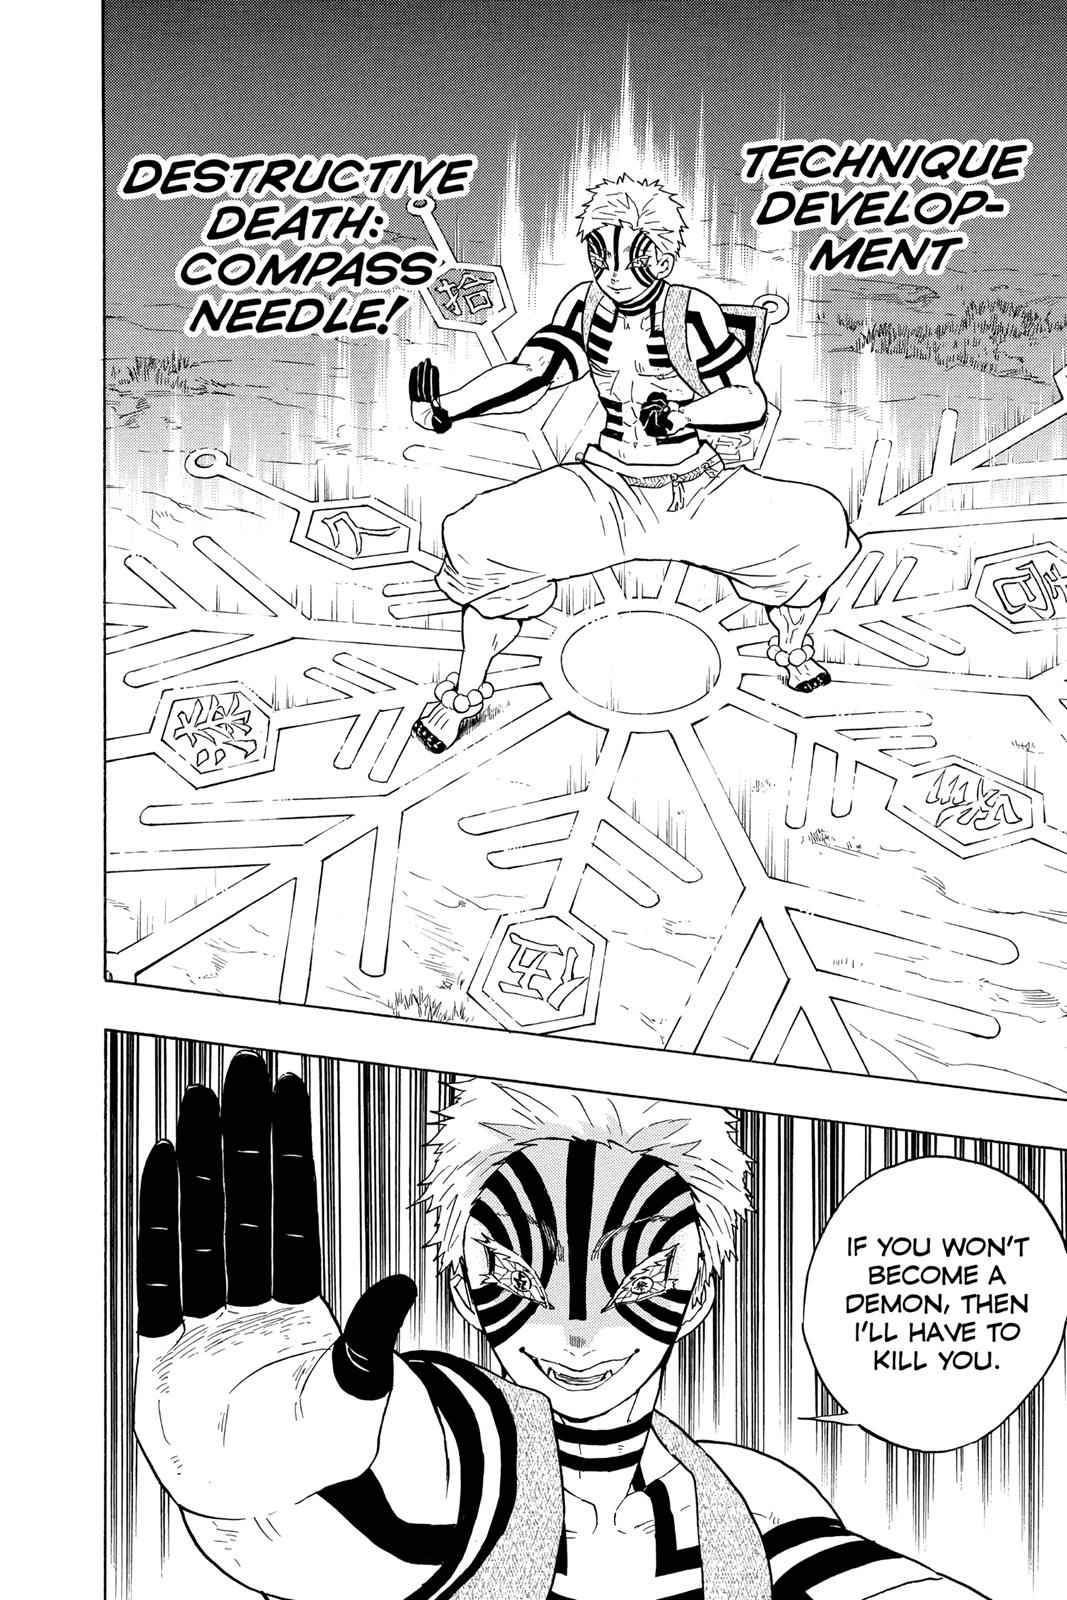 TECHNIQUE
DEVELOP-
MENT
DESTRUCTIVE
DEATH:
COMPASS
NEEDLE!
拾
IF YOU WON'T
BECOME A
DEMON, THEN
I'LL HAVE TO
KILL YOU.